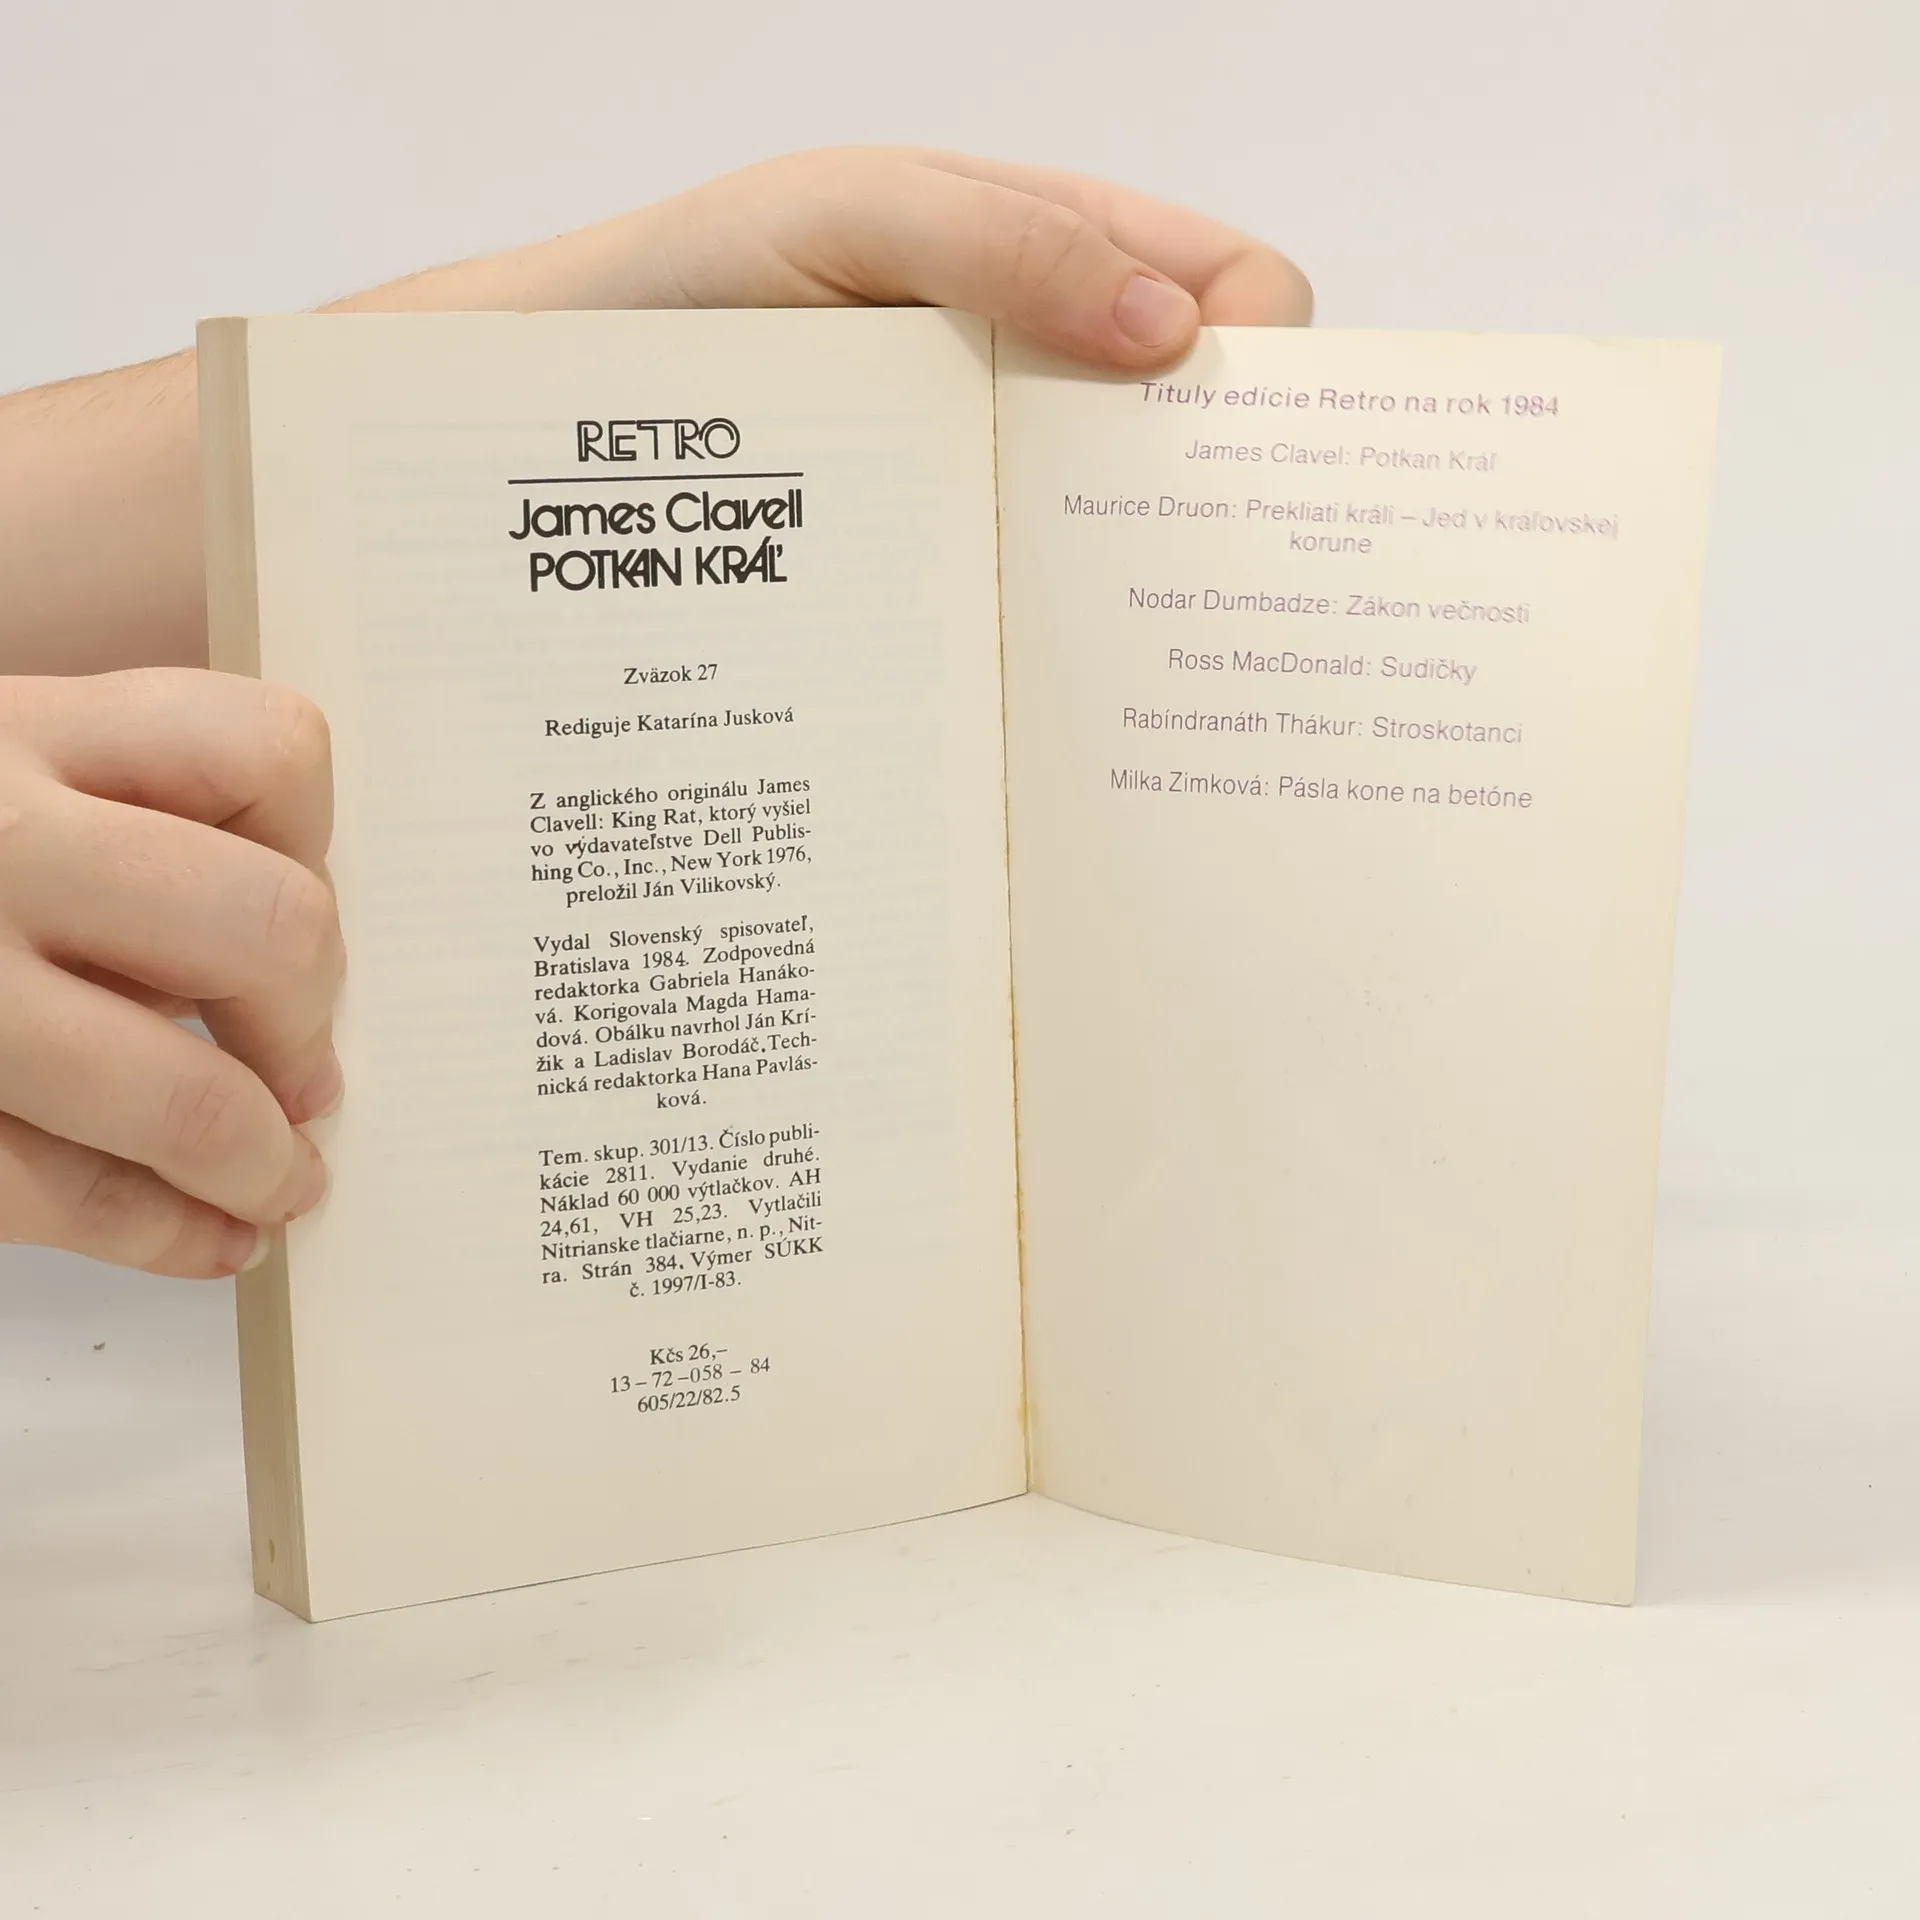 RETRO
James Clavell
POTKAN KRÁĽ
Zväzok 27
Rediguje Katarína Jusková
Z anglického originálu James
Clavell: King Rat, ktorý vyšiel
vo vydavateľstve Dell Publis-
hing Co., Inc., New York 1976,
preložil Ján Vilikovský.
Vydal Slovenský spisovateľ,
Bratislava 1984. Zodpovedná
redaktorka Gabriela Hanáko-
vá. Korigovala Magda Hama-
dová. Obálku navrhol Ján Krí-
žik a Ladislav Borodáč. Tech-
nická redaktorka Hana Pavlás-
ková.
Tem. skup. 301/13. Číslo publi-
kácie 2811. Vydanie druhé.
Náklad 60 000 výtlačkov. AH
24,61, VH 25,23. Vytlačili
Nitrianske tlačiarne, n. p., Nit-
ra. Strán 384. Výmer SÚKK
č. 1997/I-83.
Kčs 26,–
13 – 72 –058 – 84
605/22/82.5
Tituly edície Retro na rok 1984
James Clavel: Potkan Kráľ
Maurice Druon: Prekliati králi – Jed v kráľovskej
korune
Nodar Dumbadze: Zákon večnosti
Ross MacDonald: Sudičky
Rabíndranáth Thákur: Stroskotanci
Milka Zimková: Pásla kone na betóne